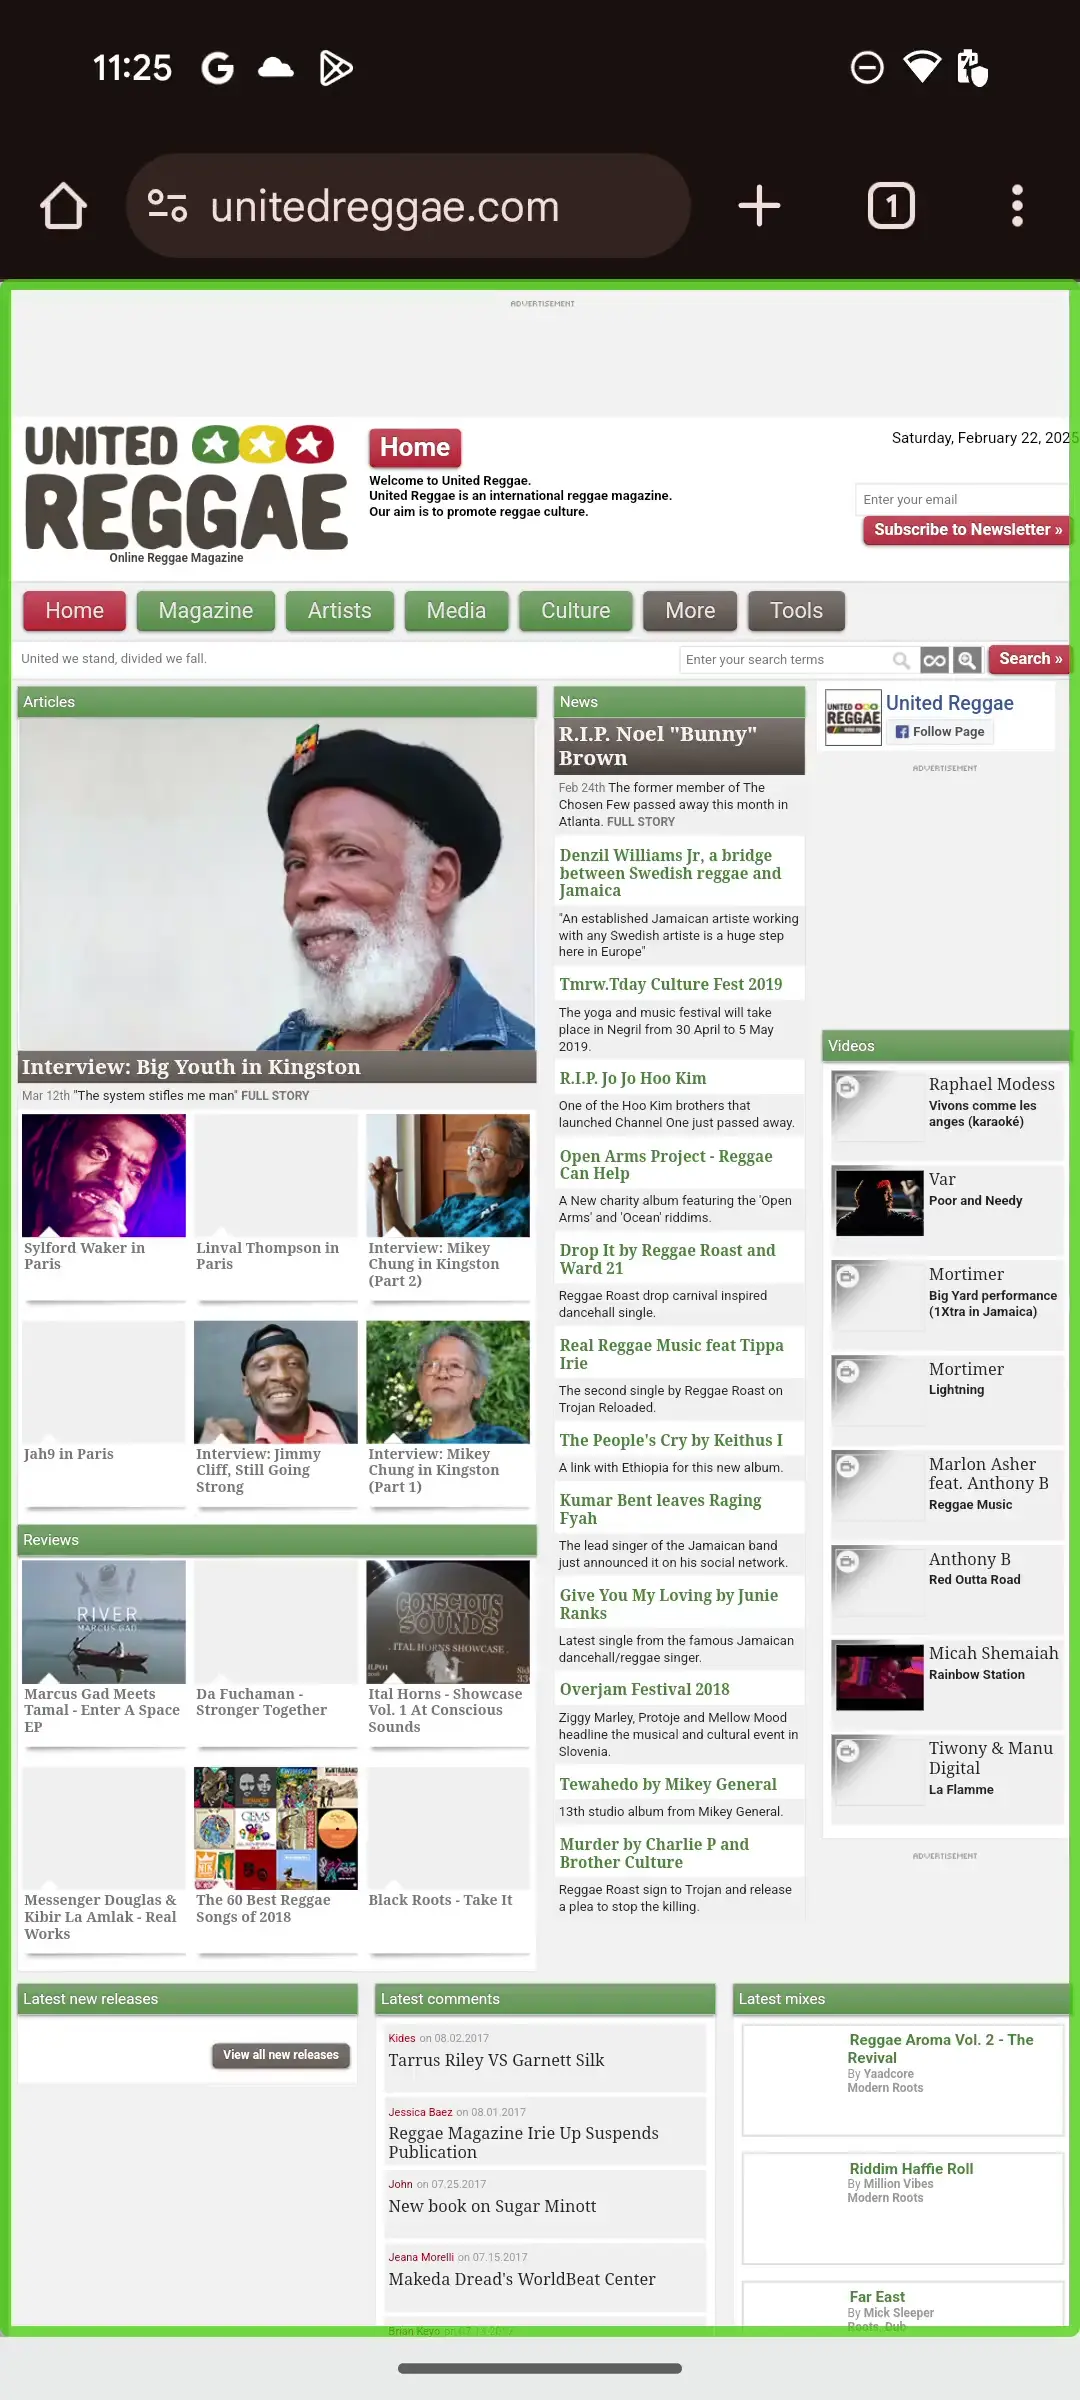 11:25
unitedreggae.com
1
ADVERTISEMENT
UNITED
REGGAE
Online Reggae Magazine
Home
Welcome to United Reggae.
United Reggae is an international reggae magazine.
Our aim is to promote reggae culture.
Saturday, February 22, 2025
Enter your email
Subscribe to Newsletter »
Home
Magazine
Artists
Media
Culture
More
Tools
United we stand, divided we fall.
Enter your search terms
Search »
Articles
Interview: Big Youth in Kingston
Mar 12th "The system stifles me man" FULL STORY
Sylford Waker in
Paris
Linval Thompson in
Paris
Interview: Mikey
Chung in Kingston
(Part 2)
Jah9 in Paris
Interview: Jimmy
Cliff, Still Going
Strong
Interview: Mikey
Chung in Kingston
(Part 1)
Reviews
RIVER
MARCUS GAD
CONSCIOUS
SOUNDS
ITAL HORNS SHOWCASE
Marcus Gad Meets
Tamal - Enter A Space
EP
Da Fuchaman -
Stronger Together
Ital Horns - Showcase
Vol. 1 At Conscious
Sounds
GEMS
Messenger Douglas &
Kibir La Amlak - Real
Works
The 60 Best Reggae
Songs of 2018
Black Roots - Take It
News
R.I.P. Noel "Bunny"
Brown
Feb 24th The former member of The
Chosen Few passed away this month in
Atlanta. FULL STORY
Denzil Williams Jr, a bridge
between Swedish reggae and
Jamaica
"An established Jamaican artiste working
with any Swedish artiste is a huge step
here in Europe"
Tmrw.Tday Culture Fest 2019
The yoga and music festival will take
place in Negril from 30 April to 5 May
2019.
R.I.P. Jo Jo Hoo Kim
One of the Hoo Kim brothers that
launched Channel One just passed away.
Open Arms Project - Reggae
Can Help
A New charity album featuring the 'Open
Arms' and 'Ocean' riddims.
Drop It by Reggae Roast and
Ward 21
Reggae Roast drop carnival inspired
dancehall single.
Real Reggae Music feat Tippa
Irie
The second single by Reggae Roast on
Trojan Reloaded.
The People's Cry by Keithus I
A link with Ethiopia for this new album.
Kumar Bent leaves Raging
Fyah
The lead singer of the Jamaican band
just announced it on his social network.
Give You My Loving by Junie
Ranks
Latest single from the famous Jamaican
dancehall/reggae singer.
Overjam Festival 2018
Ziggy Marley, Protoje and Mellow Mood
headline the musical and cultural event in
Slovenia.
Tewahedo by Mikey General
13th studio album from Mikey General.
Murder by Charlie P and
Brother Culture
Reggae Roast sign to Trojan and release
a plea to stop the killing.
UNITED
REGGAE
United Reggae
Follow Page
ADVERTISEMENT
Videos
Raphael Modess
Vivons comme les
anges (karaoké)
Var
Poor and Needy
Mortimer
Big Yard performance
(1Xtra in Jamaica)
Mortimer
Lightning
Marlon Asher
feat. Anthony B
Reggae Music
Anthony B
Red Outta Road
Micah Shemaiah
Rainbow Station
Tiwony & Manu
Digital
La Flamme
ADVERTISEMENT
Latest new releases
View all new releases
Latest comments
Kides on 08.02.2017
Tarrus Riley VS Garnett Silk
Jessica Baez on 08.01.2017
Reggae Magazine Irie Up Suspends
Publication
John on 07.25.2017
New book on Sugar Minott
Jeana Morelli on 07.15.2017
Makeda Dread's WorldBeat Center
Latest mixes
Reggae Aroma Vol. 2 - The
Revival
By Yaadcore
Modern Roots
Riddim Haffie Roll
By Million Vibes
Modern Roots
Far East
By Mick Sleeper
Roots, Dub